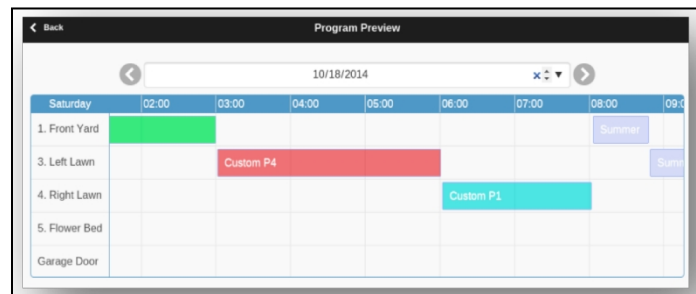 Back
Program Preview
10/18/2014
Saturday 02:00 03:00 04:00 05:00 06:00 07:00 08:00
1. Front Yard Summer
3. Left Lawn Custom P4
4. Right Lawn Custom P1
5. Flower Bed
Garage Door